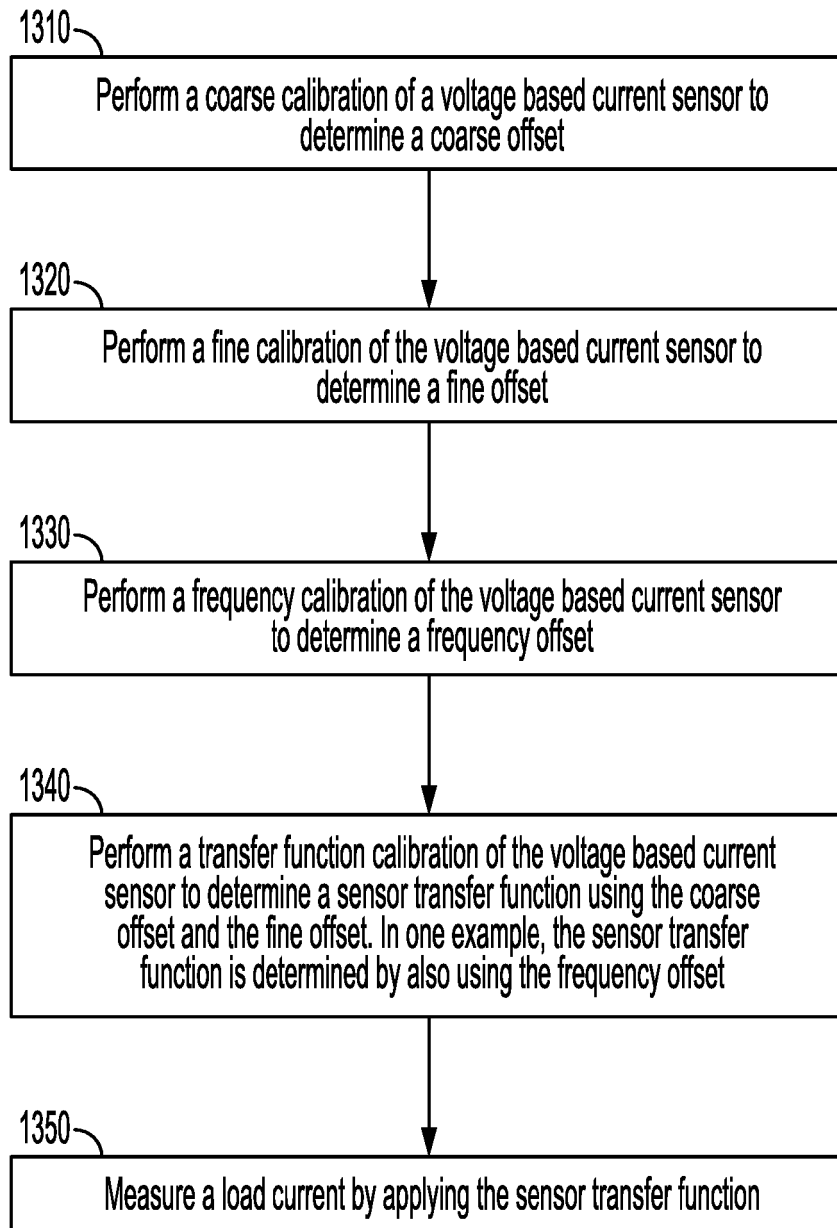 1310
Perform a coarse calibration of a voltage based current sensor to
determine a coarse offset
1320
Perform a fine calibration of the voltage based current sensor to
determine a fine offset
1330
Perform a frequency calibration of the voltage based current sensor
to determine a frequency offset
1340
Perform a transfer function calibration of the voltage based current
sensor to determine a sensor transfer function using the coarse
offset and the fine offset. In one example, the sensor transfer
function is determined by also using the frequency offset
1350
Measure a load current by applying the sensor transfer function